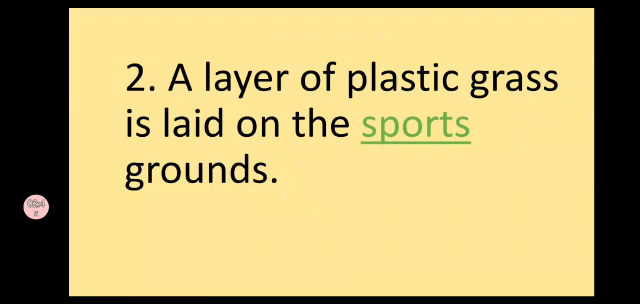 2. A layer of plastic grass
is laid on the sports
grounds.